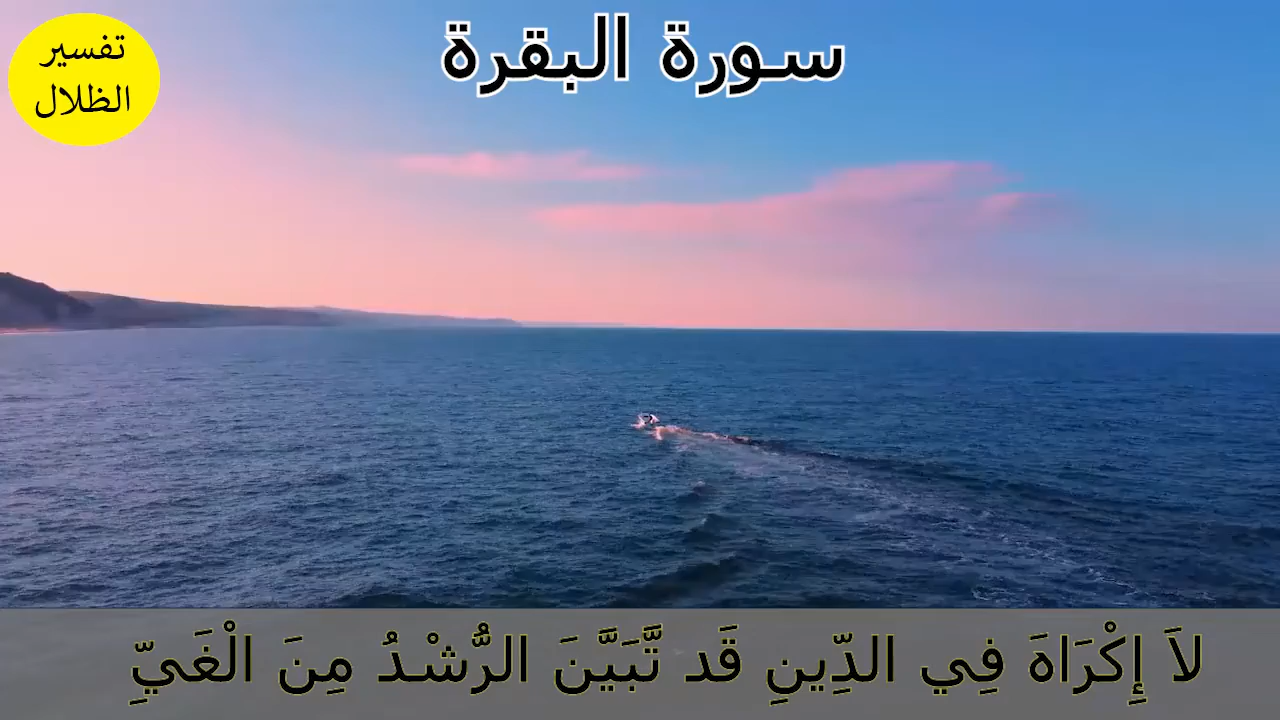 سورة البقرة
تفسير
الظلال
لاَ إِكْرَاهَ فِي الدِّينِ قَد تَّبَيَّنَ الرُّشْدُ مِنَ الْغَيِّ